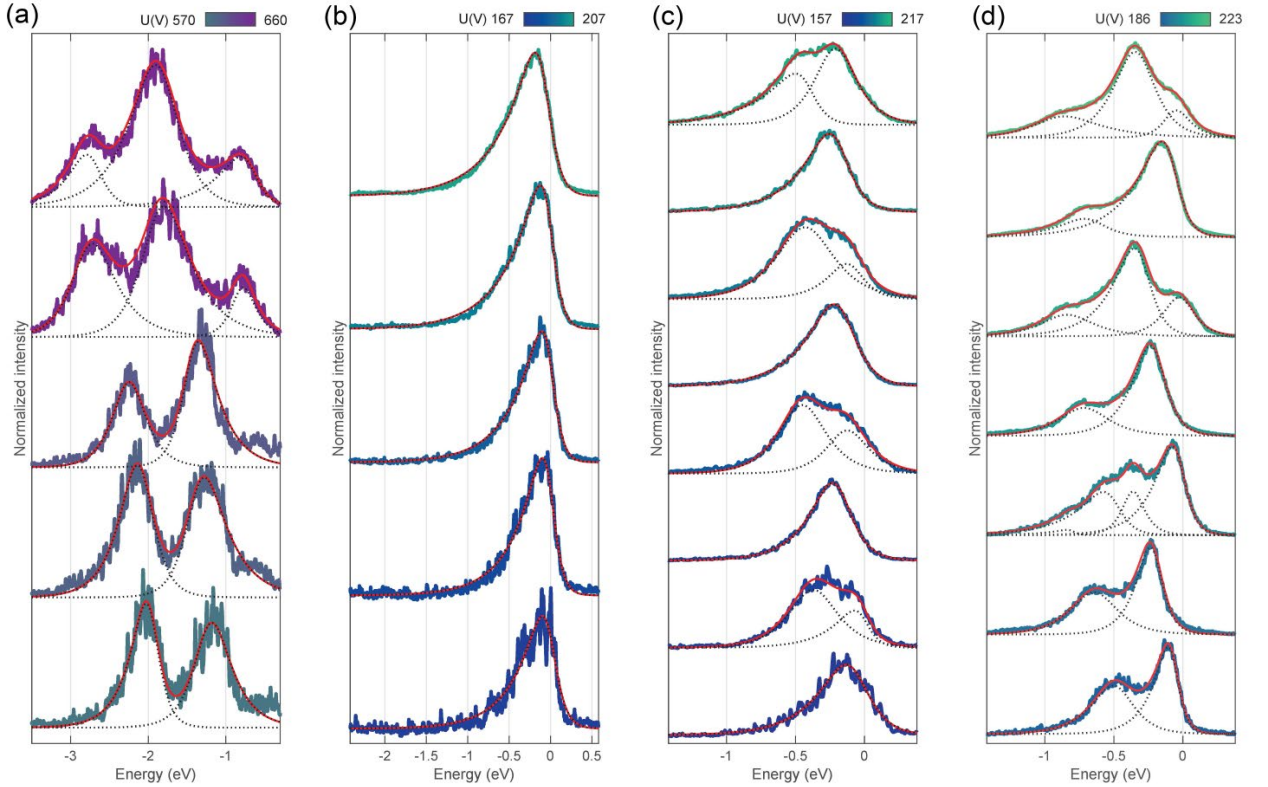 (a) U(V) 570 660
(b) U(V) 167 207
(c) U(V) 157 217
(d) U(V) 186 223
Normalized intensity
Normalized intensity
Normalized intensity
Normalized intensity
-3 -2 -1
-2 -1.5 -1 -0.5 0 0.5
-1 -0.5 0
-1 -0.5 0
Energy (eV)
Energy (eV)
Energy (eV)
Energy (eV)